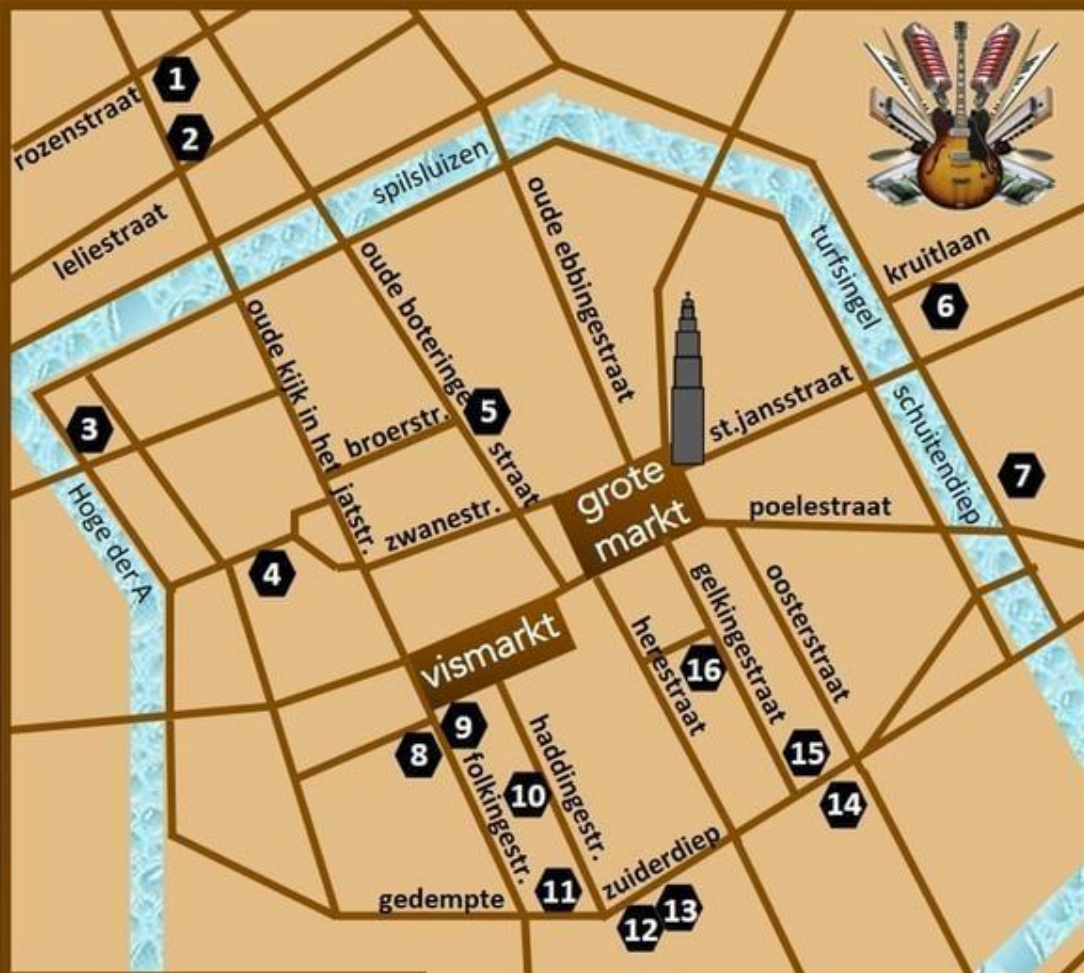 1
2
rozenstraat
leliestraat
spilsluizen
oude ebbingestraat
turfsingel
kruitlaan
6
oude kijk in het jatstr.
oude boteringe straat
5
broerstr.
3
st.jansstraat
schuitendiep
7
grote
markt
poelestraat
zwanestr.
Hoge der A
4
vismarkt
herestraat
gelkingestraat
oosterstraat
16
9
8
folkingestr.
haddingestr.
10
15
14
11
gedempte
zuiderdiep
13
12